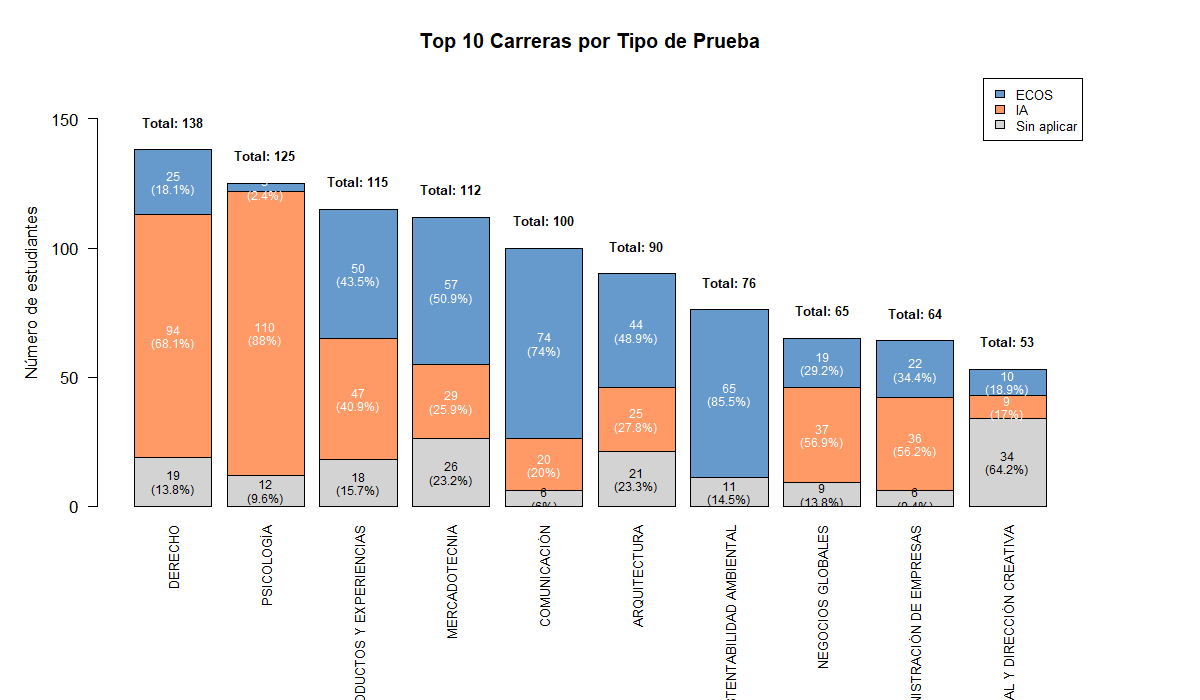 Top 10 Carreras por Tipo de Prueba
ECOS
IA
Sin aplicar
Número de estudiantes
150
100
50
0
Total: 138
25
(18.1%)
94
(68.1%)
19
(13.8%)
Total: 125
3
(2.4%)
110
(88%)
12
(9.6%)
Total: 115
50
(43.5%)
47
(40.9%)
18
(15.7%)
Total: 112
57
(50.9%)
29
(25.9%)
26
(23.2%)
Total: 100
74
(74%)
20
(20%)
6
(6%)
Total: 90
44
(48.9%)
25
(27.8%)
21
(23.3%)
Total: 76
65
(85.5%)
11
(14.5%)
Total: 65
19
(29.2%)
37
(56.9%)
9
(13.8%)
Total: 64
22
(34.4%)
36
(56.2%)
6
(9.4%)
Total: 53
10
(18.9%)
9
(17%)
34
(64.2%)
DERECHO
PSICOLOGÍA
ODUCTOS Y EXPERIENCIAS
MERCADOTECNIA
COMUNICACIÓN
ARQUITECTURA
STENTABILIDAD AMBIENTAL
NEGOCIOS GLOBALES
NISTRACIÓN DE EMPRESAS
AL Y DIRECCIÓN CREATIVA